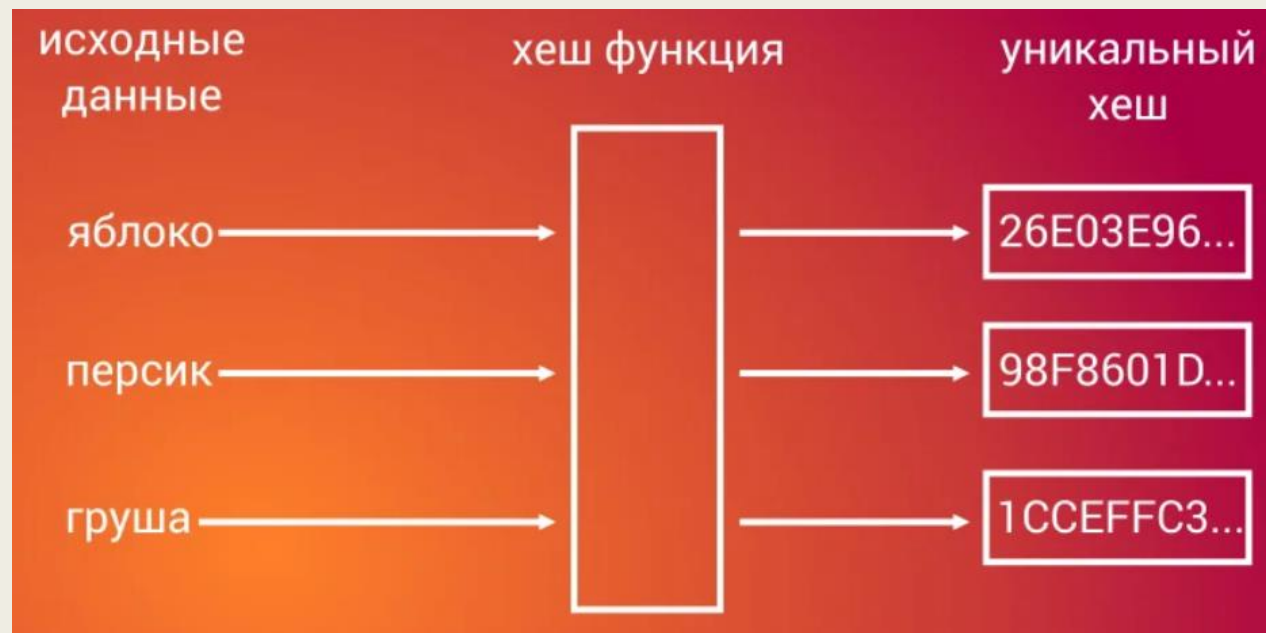 исходные
данные
хеш функция
уникальный
хеш
яблоко
26E03E96...
персик
98F8601D...
груша
1CCEFFC3...